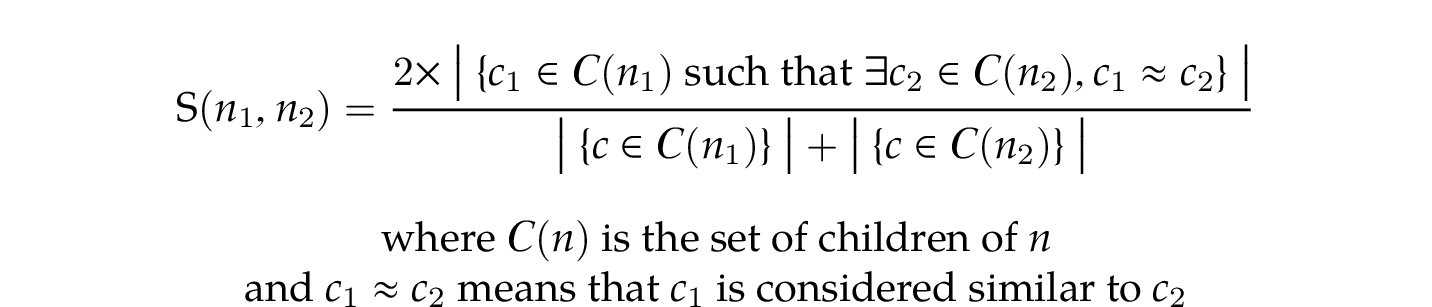 S(n₁, n₂) = 2× | {c₁ ∈ C(n₁) such that ∃c₂ ∈ C(n₂), c₁ ≈ c₂} |
| {c ∈ C(n₁)} | + | {c ∈ C(n₂)} |
where C(n) is the set of children of n
and c₁ ≈ c₂ means that c₁ is considered similar to c₂